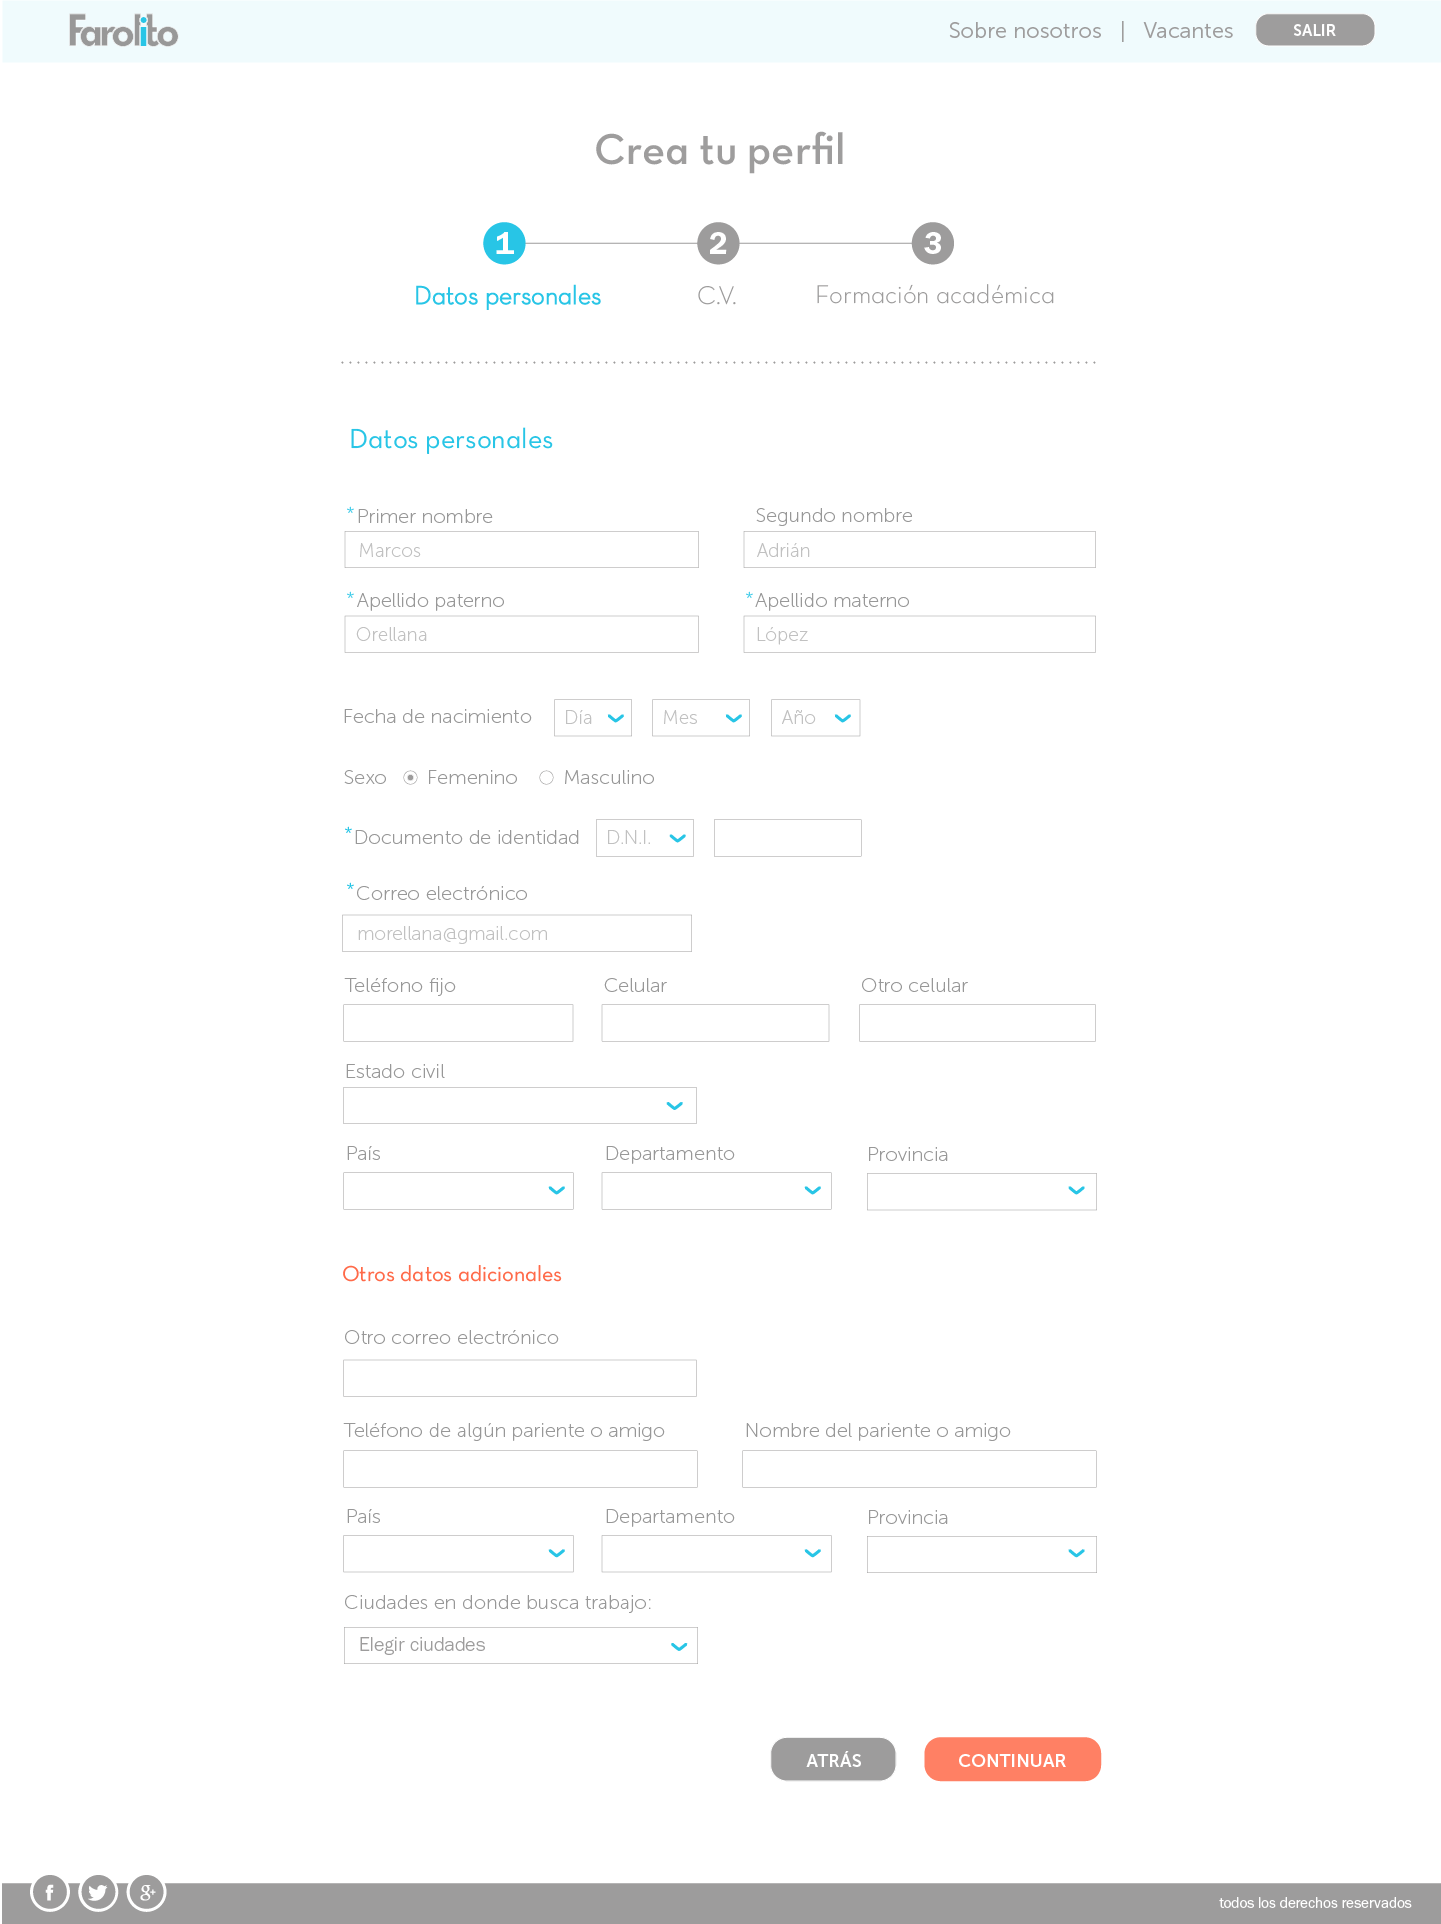 Farolito
Sobre nosotros | Vacantes SALIR
Crea tu perfil
1 2 3
Datos personales C.V. Formación académica
Datos personales
*Primer nombre Segundo nombre
Marcos Adrián
*Apellido paterno *Apellido materno
Orellana López
Fecha de nacimiento Día Mes Año
Sexo Femenino Masculino
*Documento de identidad D.N.I.
*Correo electrónico
morellana@gmail.com
Teléfono fijo Celular Otro celular
Estado civil
País Departamento Provincia
Otros datos adicionales
Otro correo electrónico
Teléfono de algún pariente o amigo Nombre del pariente o amigo
País Departamento Provincia
Ciudades en donde busca trabajo:
Elegir ciudades
ATRÁS CONTINUAR
f g+ todos los derechos reservados